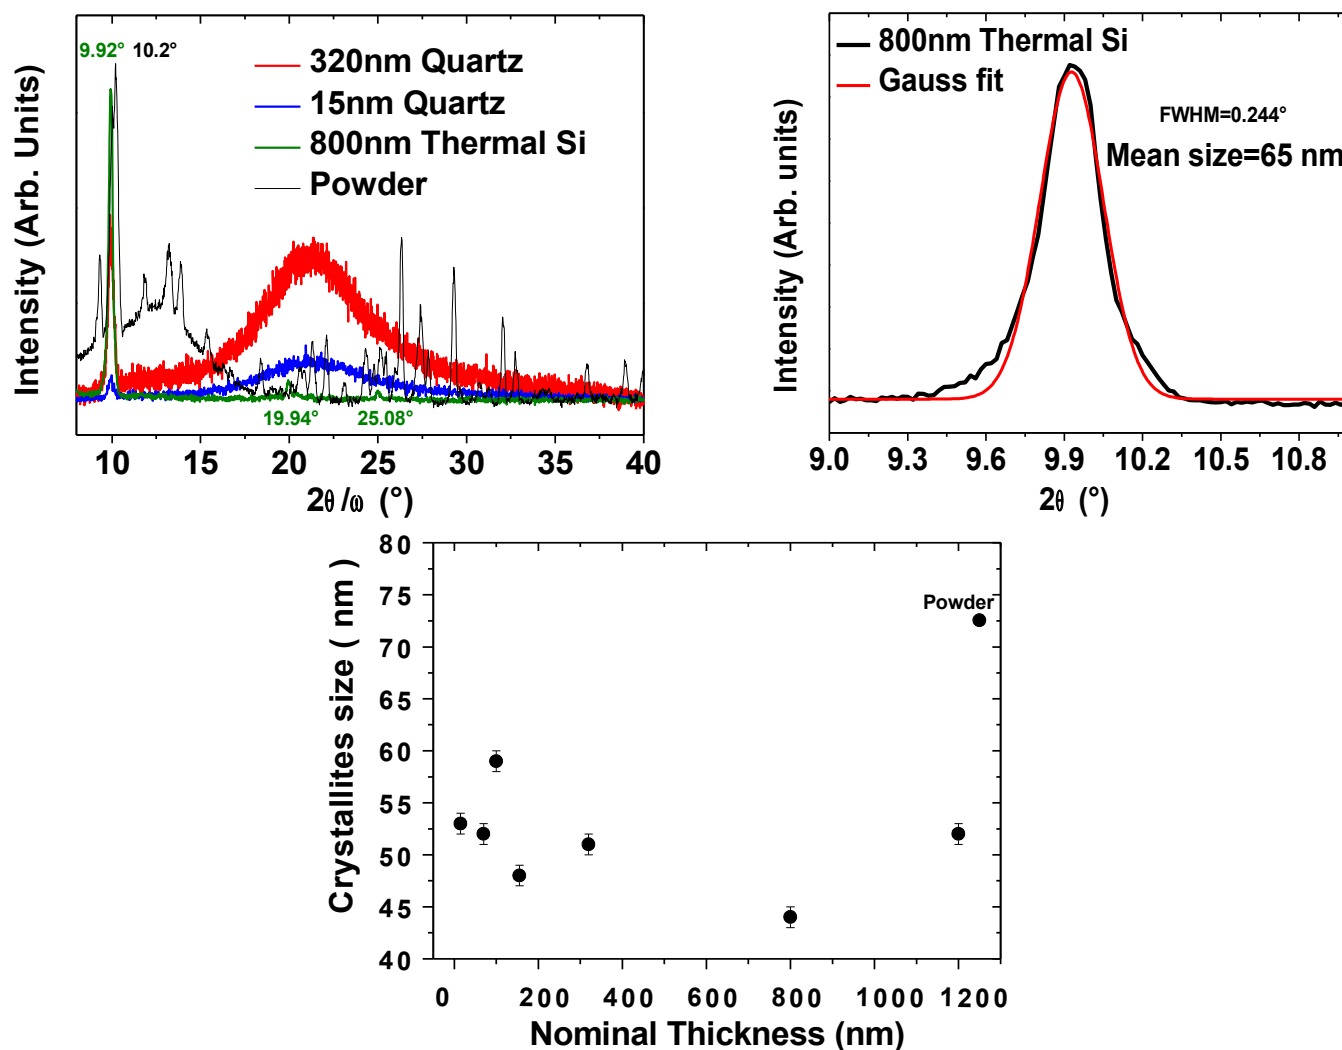 9.92° 10.2°
320nm Quartz
15nm Quartz
800nm Thermal Si
Powder
19.94° 25.08°
Intensity (Arb. Units)
10 15 20 25 30 35 40
2θ/ω (°)
800nm Thermal Si
Gauss fit
FWHM=0.244°
Mean size=65 nm
Intensity (Arb. units)
9.0 9.3 9.6 9.9 10.2 10.5 10.8
2θ (°)
80
75
70
65
60
55
50
45
40
Powder
Crystallites size ( nm )
0 200 400 600 800 1000 1200
Nominal Thickness (nm)